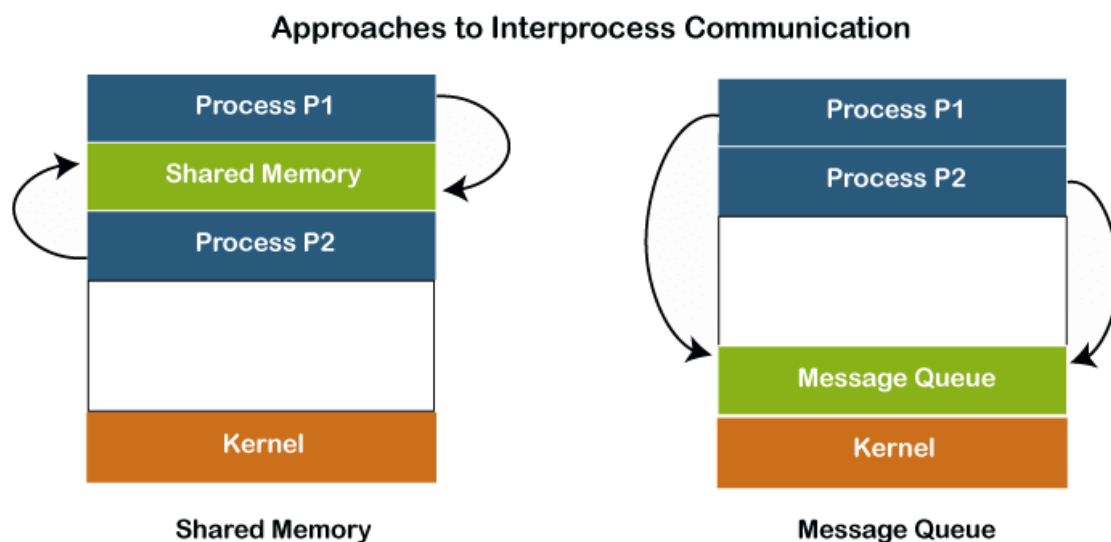 Approaches to Interprocess Communication
Process P1
Shared Memory
Process P2
Kernel
Shared Memory
Process P1
Process P2
Message Queue
Kernel
Message Queue